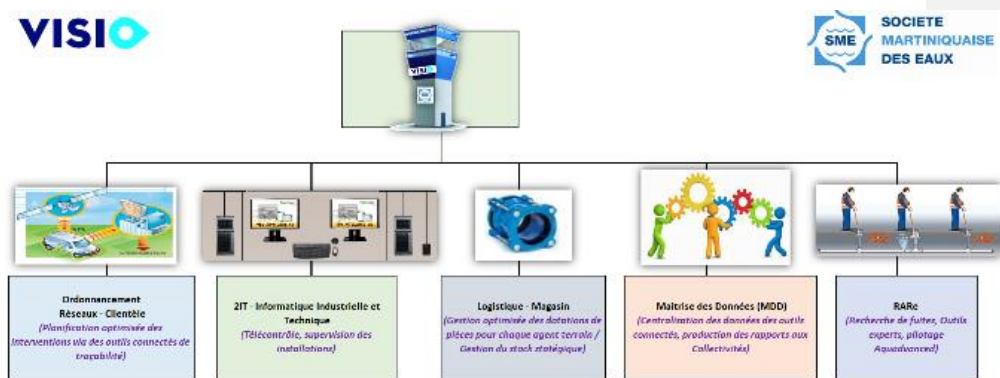 VISIO
SOCIETE
MARTINIQUAISE
DES EAUX
SME
Ordonnancement
Réseaux - Clientèle
(Planification optimisée des
interventions via des outils connectés de
traçabilité)
2IT - Informatique Industrielle et
Technique
(Télécontrôle, supervision des
installations)
Logistique - Magasin
(Gestion optimisée des dotations de
pièces pour chaque agent terrain /
Gestion du stock statégique)
Maitrise des Données (MDD)
(Centralisation des données des outils
connectés, production des rapports aux
Collectivités)
RARe
(Recherche de fuites, Outils
experts, pilotage
Aquadvanced)